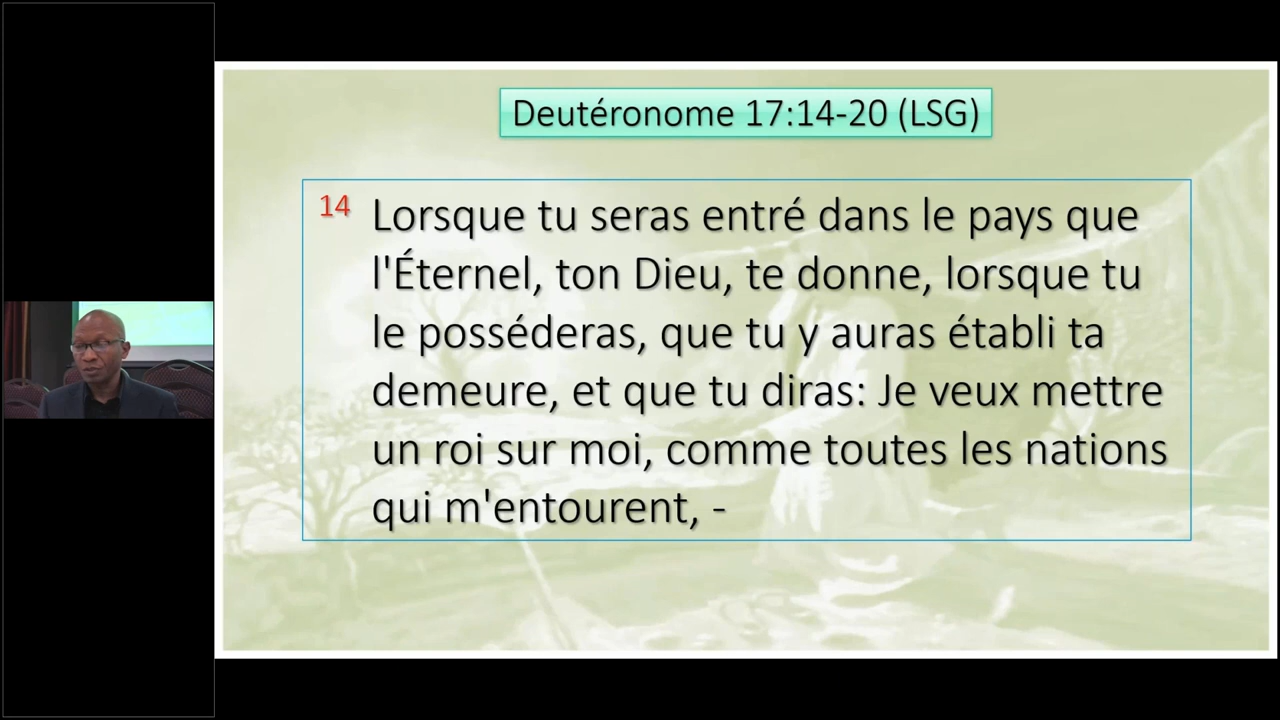 Deutéronome 17:14-20 (LSG)
14 Lorsque tu seras entré dans le pays que
l'Éternel, ton Dieu, te donne, lorsque tu
le posséderas, que tu y auras établi ta
demeure, et que tu diras: Je veux mettre
un roi sur moi, comme toutes les nations
qui m'entourent, -